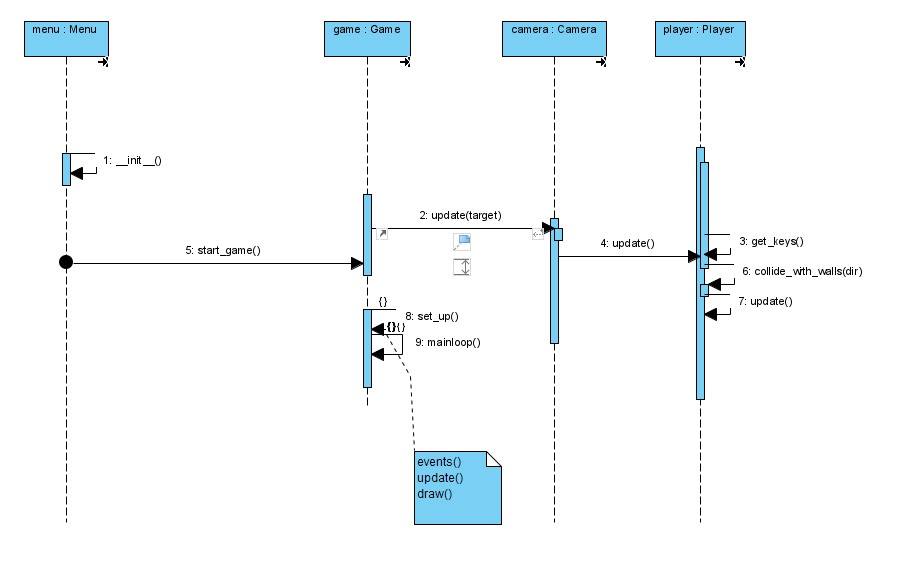 menu : Menu
game : Game
camera : Camera
player : Player
1: __init__()
2: update(target)
3: get_keys()
4: update()
5: start_game()
6: collide_with_walls(dir)
7: update()
{}
8: set_up()
{}{}
9: mainloop()
events()
update()
draw()